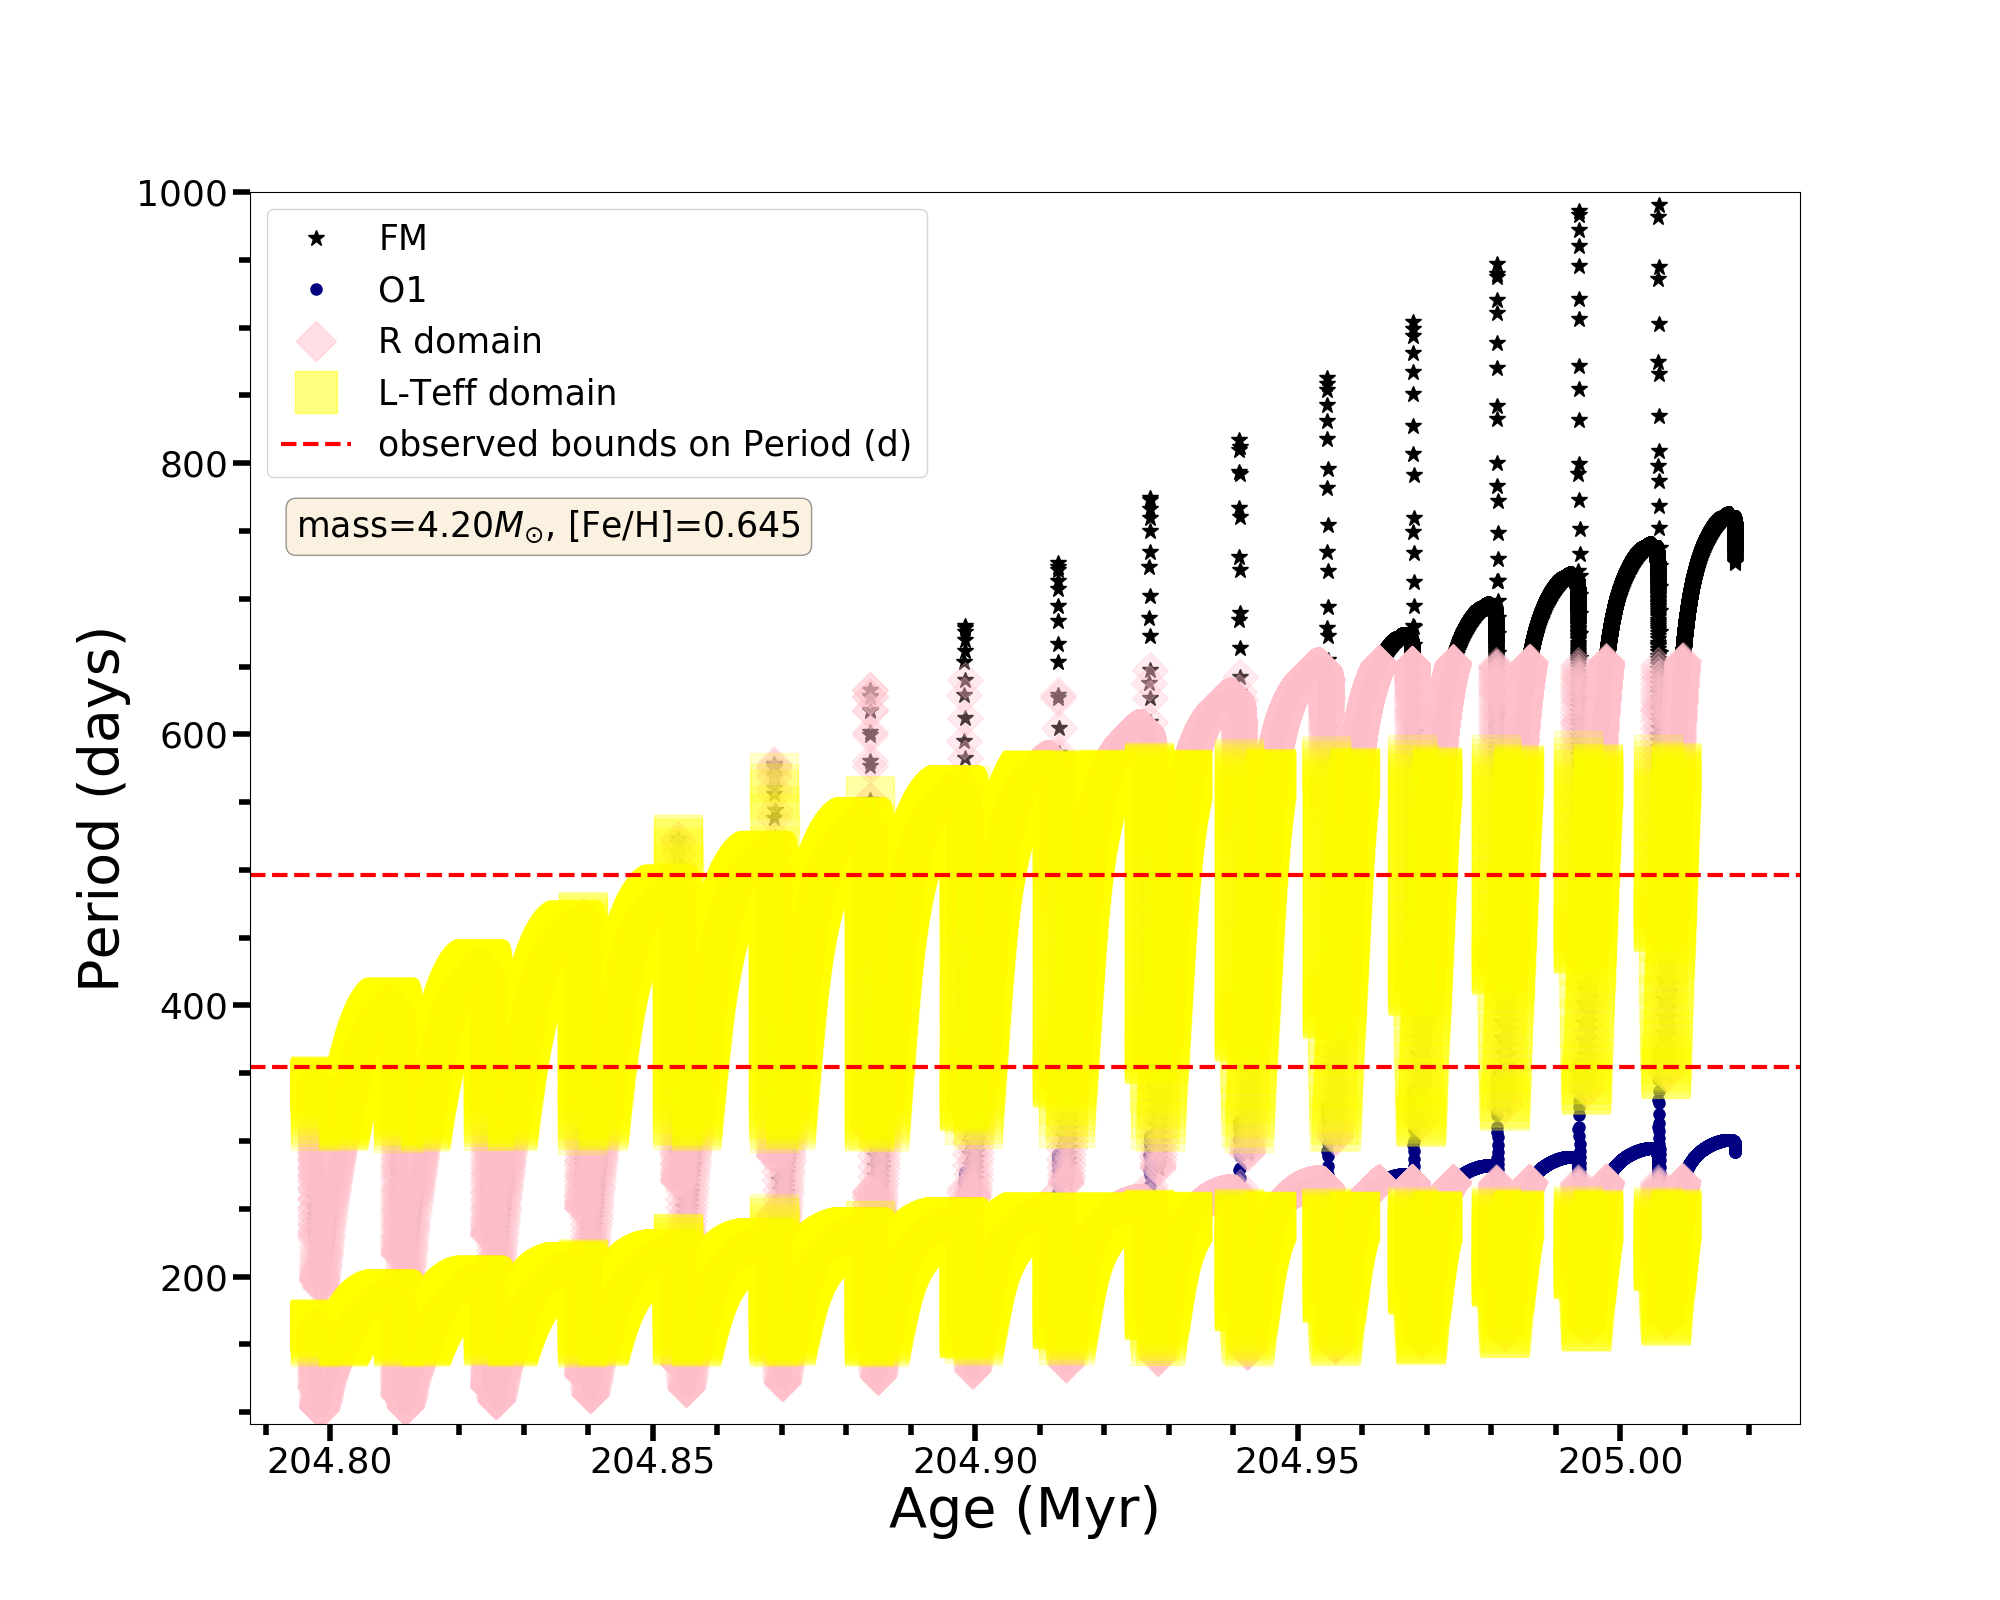 1000
800
600
400
200
Period (days)
FM
O1
R domain
L-Teff domain
observed bounds on Period (d)
mass=4.20M⊙, [Fe/H]=0.645
204.80 204.85 204.90 204.95 205.00
Age (Myr)